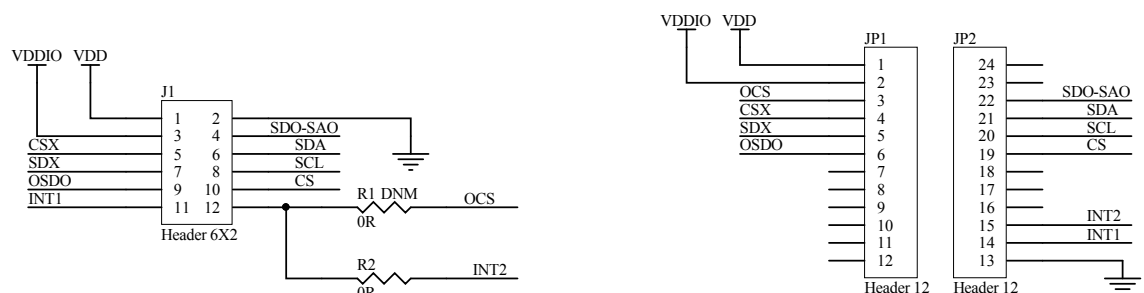 VDDIO VDD
J1
1 2
3 4 SDO-SAO
CSX 5 6 SDA
SDX 7 8 SCL
OSDO 9 10 CS
INT1 11 12
Header 6X2
R1 DNM OCS
0R
R2 INT2
0R
VDDIO VDD
JP1
1
2
OCS 3
CSX 4
SDX 5
OSDO 6
7
8
9
10
11
12
Header 12
JP2
24
23
22 SDO-SAO
21 SDA
20 SCL
19 CS
18
17
16
15 INT2
14 INT1
13
Header 12